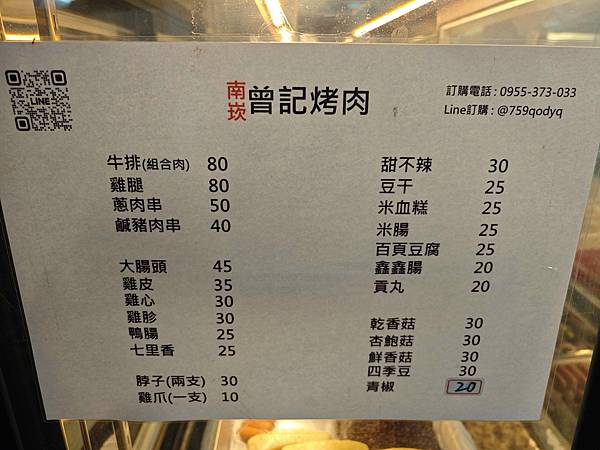 LINE
南崁曾記烤肉
訂購電話 : 0955-373-033
Line訂購 : @759qodyq
牛排(組合肉) 80
雞腿 80
蔥肉串 50
鹹豬肉串 40
大腸頭 45
雞皮 35
雞心 30
雞胗 30
鴨腸 25
七里香 25
脖子(兩支) 30
雞爪(一支) 10
甜不辣 30
豆干 25
米血糕 25
米腸 25
百頁豆腐 25
鑫鑫腸 20
貢丸 20
乾香菇 30
杏鮑菇 30
鮮香菇 30
四季豆 30
青椒 20